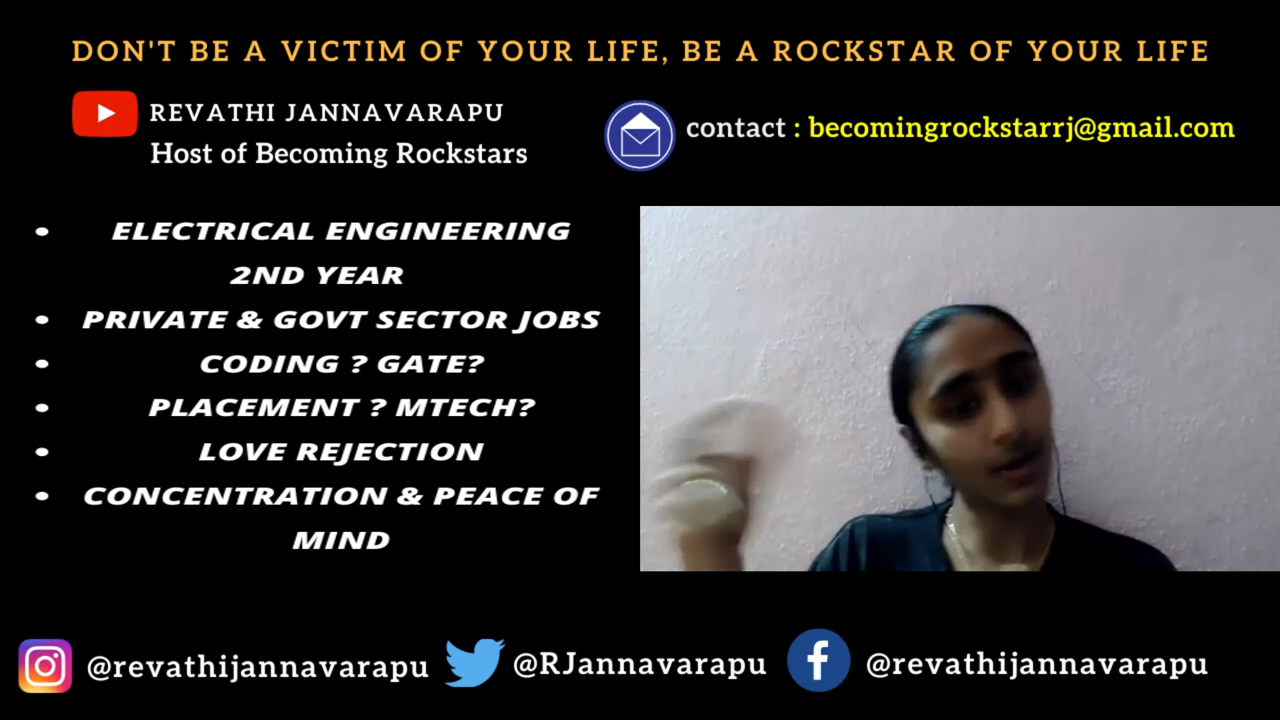 DON'T BE A VICTIM OF YOUR LIFE, BE A ROCKSTAR OF YOUR LIFE
REVATHI JANNAVARAPU
Host of Becoming Rockstars
contact : becomingrockstarrj@gmail.com
• ELECTRICAL ENGINEERING
2ND YEAR
• PRIVATE & GOVT SECTOR JOBS
• CODING ? GATE?
• PLACEMENT ? MTECH?
• LOVE REJECTION
• CONCENTRATION & PEACE OF
MIND
@revathijannavarapu
@RJannavarapu
@revathijannavarapu